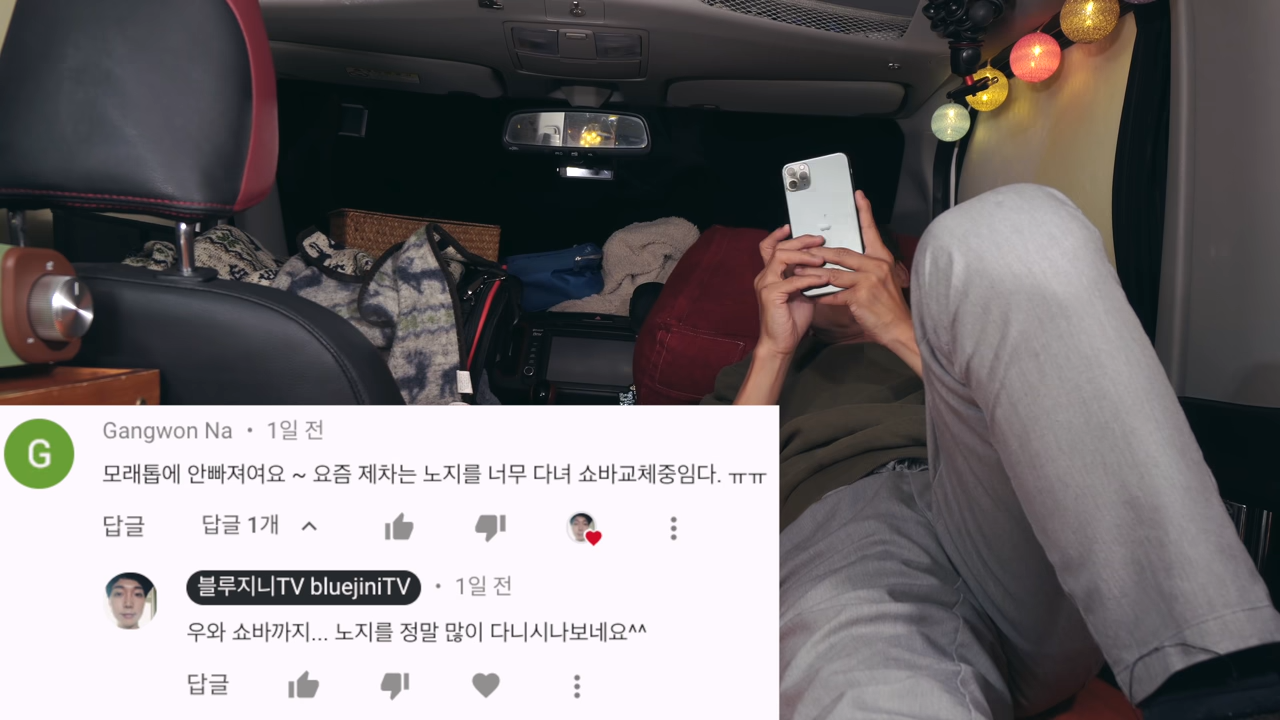 G
Gangwon Na • 1일 전
모래톱에 안빠져여요 ~ 요즘 제차는 노지를 너무 다녀 쇼바교체중임다. ㅠㅠ
답글 답글 1개
블루지니TV bluejiniTV • 1일 전
우와 쇼바까지... 노지를 정말 많이 다니시나보네요^^
답글